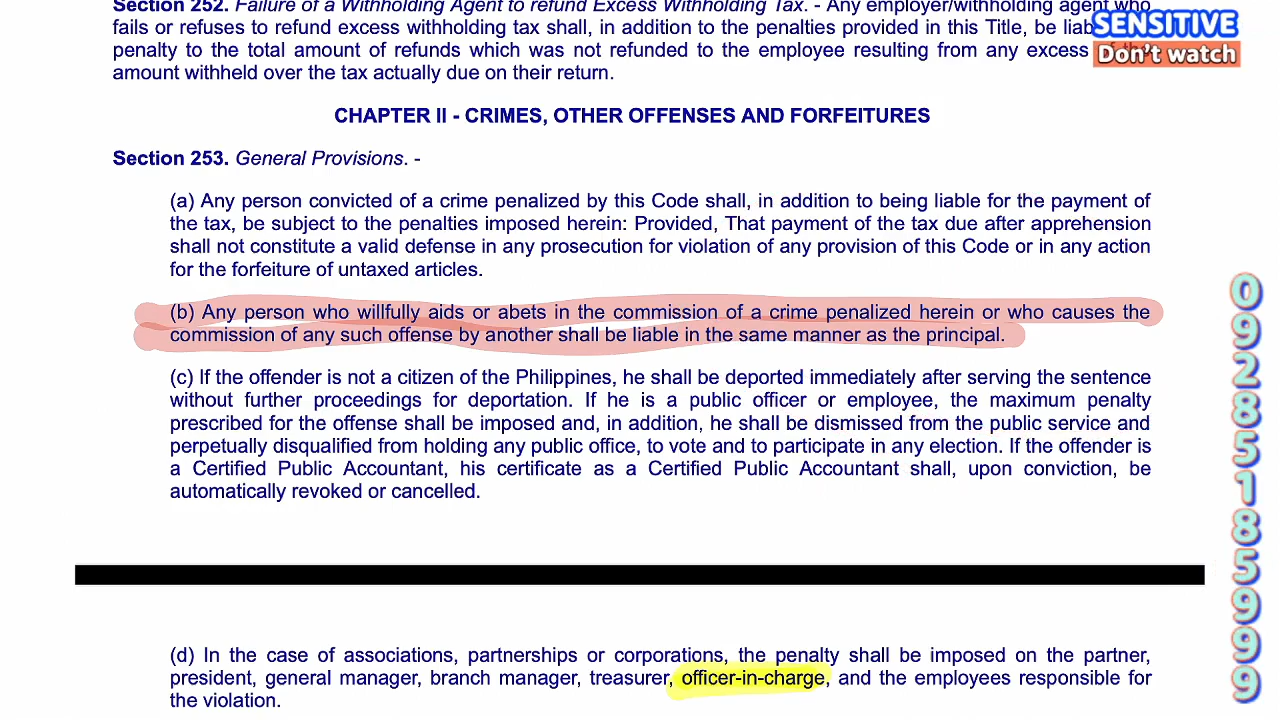 Section 252. Failure of a Withholding Agent to refund Excess Withholding Tax. - Any employer/withholding agent who
fails or refuses to refund excess withholding tax shall, in addition to the penalties provided in this Title, be
penalty to the total amount of refunds which was not refunded to the employee resulting from any excess
amount withheld over the tax actually due on their return.
SENSITIVE
Don't watch
CHAPTER II - CRIMES, OTHER OFFENSES AND FORFEITURES
Section 253. General Provisions. -
(a) Any person convicted of a crime penalized by this Code shall, in addition to being liable for the payment of
the tax, be subject to the penalties imposed herein: Provided, That payment of the tax due after apprehension
shall not constitute a valid defense in any prosecution for violation of any provision of this Code or in any action
for the forfeiture of untaxed articles.
(b) Any person who willfully aids or abets in the commission of a crime penalized herein or who causes the
commission of any such offense by another shall be liable in the same manner as the principal.
(c) If the offender is not a citizen of the Philippines, he shall be deported immediately after serving the sentence
without further proceedings for deportation. If he is a public officer or employee, the maximum penalty
prescribed for the offense shall be imposed and, in addition, he shall be dismissed from the public service and
perpetually disqualified from holding any public office, to vote and to participate in any election. If the offender is
a Certified Public Accountant, his certificate as a Certified Public Accountant shall, upon conviction, be
automatically revoked or cancelled.
(d) In the case of associations, partnerships or corporations, the penalty shall be imposed on the partner,
president, general manager, branch manager, treasurer, officer-in-charge, and the employees responsible for
the violation.
09285185999